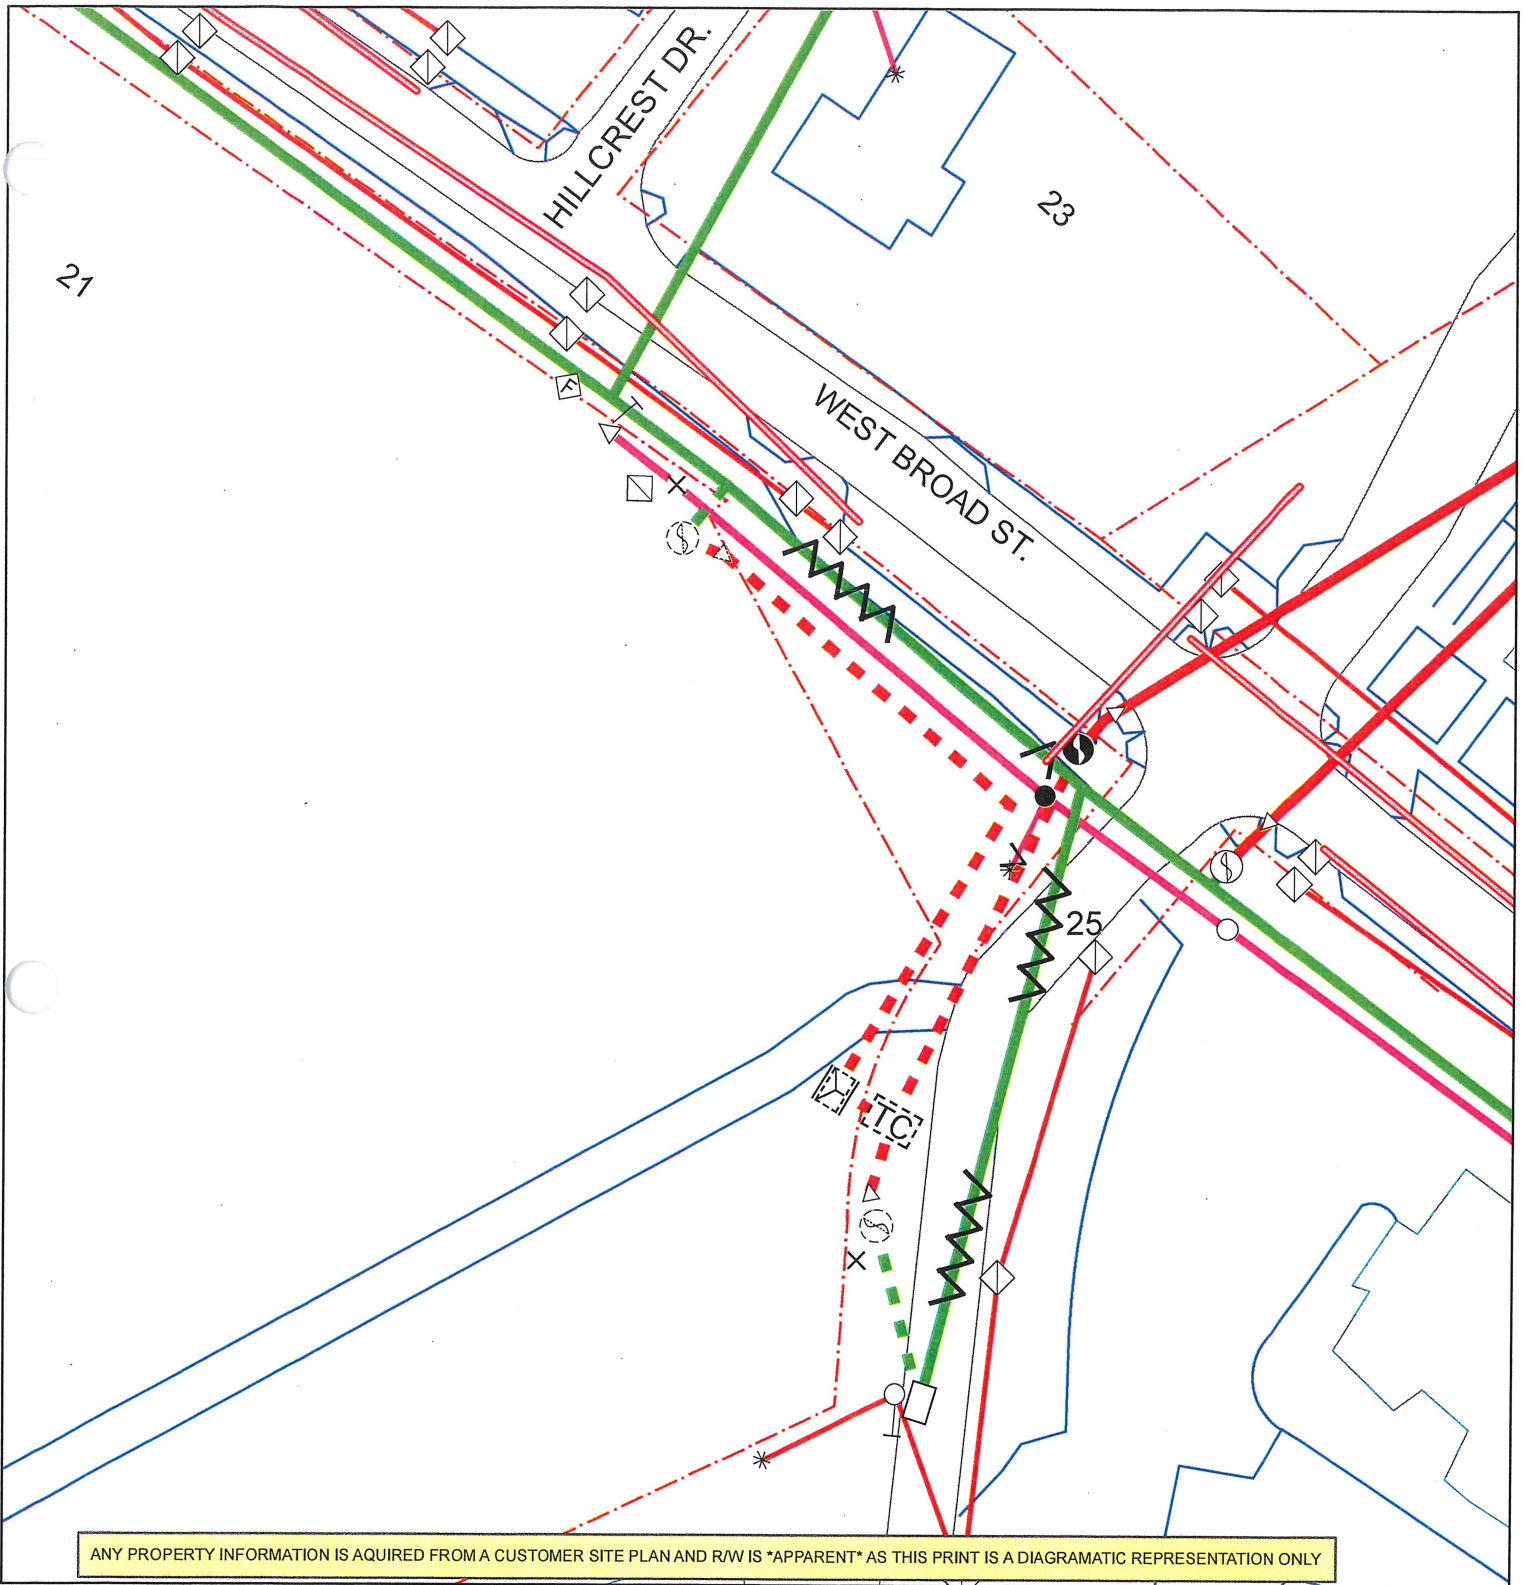 HILLCREST DR.
23
21
F
WEST BROAD ST.
25
TC
ANY PROPERTY INFORMATION IS AQUIRED FROM A CUSTOMER SITE PLAN AND R/W IS *APPARENT* AS THIS PRINT IS A DIAGRAMATIC REPRESENTATION ONLY